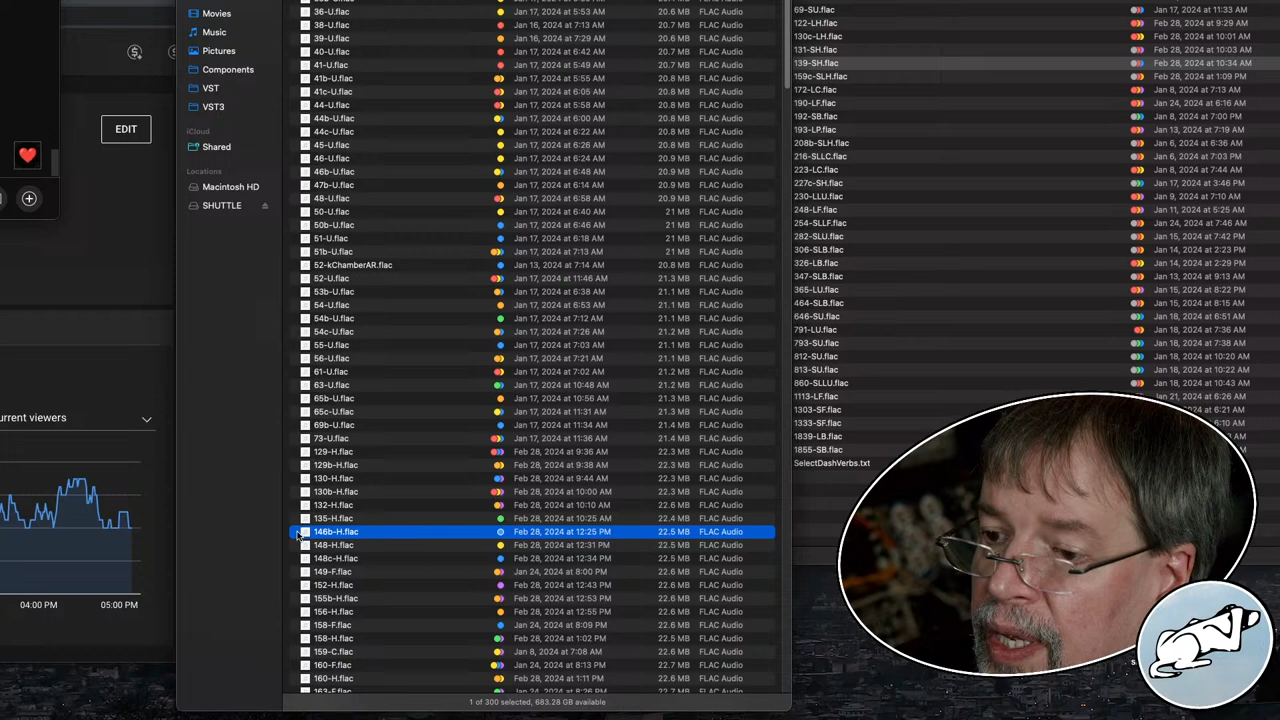 Movies
Music
Pictures
Components
VST
VST3
iCloud
Shared
Locations
Macintosh HD
SHUTTLE
EDIT
current viewers
04:00 PM 05:00 PM
36-U.flac Jan 17, 2024 at 5:53 AM 20.7 MB FLAC Audio
38-U.flac Jan 16, 2024 at 7:13 AM 20.7 MB FLAC Audio
39-U.flac Jan 16, 2024 at 7:29 AM 20.7 MB FLAC Audio
40-U.flac Jan 17, 2024 at 6:42 AM 20.7 MB FLAC Audio
41-U.flac Jan 17, 2024 at 5:49 AM 20.7 MB FLAC Audio
41b-U.flac Jan 17, 2024 at 5:55 AM 20.8 MB FLAC Audio
41c-U.flac Jan 17, 2024 at 6:05 AM 20.8 MB FLAC Audio
44-U.flac Jan 17, 2024 at 5:58 AM 20.8 MB FLAC Audio
44b-U.flac Jan 17, 2024 at 6:00 AM 20.8 MB FLAC Audio
44c-U.flac Jan 17, 2024 at 6:22 AM 20.8 MB FLAC Audio
45-U.flac Jan 17, 2024 at 6:26 AM 20.8 MB FLAC Audio
46-U.flac Jan 17, 2024 at 6:34 AM 20.9 MB FLAC Audio
46b-U.flac Jan 17, 2024 at 6:48 AM 20.9 MB FLAC Audio
47b-U.flac Jan 17, 2024 at 6:14 AM 20.9 MB FLAC Audio
48-U.flac Jan 17, 2024 at 6:58 AM 20.9 MB FLAC Audio
50-U.flac Jan 17, 2024 at 6:40 AM 21 MB FLAC Audio
50b-U.flac Jan 17, 2024 at 6:46 AM 21 MB FLAC Audio
51-U.flac Jan 17, 2024 at 6:18 AM 21 MB FLAC Audio
51b-U.flac Jan 17, 2024 at 7:13 AM 21 MB FLAC Audio
52-kChamberAR.flac Jan 13, 2024 at 7:14 AM 20.8 MB FLAC Audio
52-U.flac Jan 17, 2024 at 11:46 AM 21.3 MB FLAC Audio
53b-U.flac Jan 17, 2024 at 6:38 AM 21.1 MB FLAC Audio
54-U.flac Jan 17, 2024 at 6:53 AM 21.1 MB FLAC Audio
54b-U.flac Jan 17, 2024 at 7:12 AM 21.1 MB FLAC Audio
54c-U.flac Jan 17, 2024 at 7:26 AM 21.2 MB FLAC Audio
55-U.flac Jan 17, 2024 at 7:03 AM 21.1 MB FLAC Audio
56-U.flac Jan 17, 2024 at 7:21 AM 21.1 MB FLAC Audio
61-U.flac Jan 17, 2024 at 7:02 AM 21.2 MB FLAC Audio
63-U.flac Jan 17, 2024 at 10:48 AM 21.2 MB FLAC Audio
65b-U.flac Jan 17, 2024 at 10:56 AM 21.3 MB FLAC Audio
65c-U.flac Jan 17, 2024 at 11:31 AM 21.3 MB FLAC Audio
69b-U.flac Jan 17, 2024 at 11:34 AM 21.4 MB FLAC Audio
73-U.flac Jan 17, 2024 at 11:36 AM 21.4 MB FLAC Audio
129-H.flac Feb 28, 2024 at 9:36 AM 22.3 MB FLAC Audio
129b-H.flac Feb 28, 2024 at 9:38 AM 22.3 MB FLAC Audio
130-H.flac Feb 28, 2024 at 9:44 AM 22.3 MB FLAC Audio
130b-H.flac Feb 28, 2024 at 10:00 AM 22.3 MB FLAC Audio
132-H.flac Feb 28, 2024 at 10:10 AM 22.3 MB FLAC Audio
135-H.flac Feb 28, 2024 at 10:25 AM 22.4 MB FLAC Audio
146b-H.flac Feb 28, 2024 at 12:25 PM 22.5 MB FLAC Audio
148-H.flac Feb 28, 2024 at 12:31 PM 22.5 MB FLAC Audio
148c-H.flac Feb 28, 2024 at 12:34 PM 22.5 MB FLAC Audio
149-F.flac Jan 24, 2024 at 8:00 PM 22.6 MB FLAC Audio
152-H.flac Feb 28, 2024 at 12:43 PM 22.6 MB FLAC Audio
155b-H.flac Feb 28, 2024 at 12:53 PM 22.6 MB FLAC Audio
156-H.flac Feb 28, 2024 at 12:55 PM 22.6 MB FLAC Audio
158-F.flac Jan 24, 2024 at 8:09 PM 22.6 MB FLAC Audio
158-H.flac Feb 28, 2024 at 1:02 PM 22.5 MB FLAC Audio
159-C.flac Jan 8, 2024 at 7:08 AM 22.6 MB FLAC Audio
160-F.flac Jan 24, 2024 at 8:13 PM 22.7 MB FLAC Audio
160-H.flac Feb 28, 2024 at 1:11 PM 22.6 MB FLAC Audio
163-F.flac Jan 24, 2024 at 8:26 PM 22.7 MB FLAC Audio
1 of 300 selected, 683.28 GB available
69-SU.flac Jan 17, 2024 at 11:33 AM
122-LH.flac Feb 28, 2024 at 9:29 AM
130c-LH.flac Feb 28, 2024 at 10:01 AM
131-SH.flac Feb 28, 2024 at 10:03 AM
139-SH.flac Feb 28, 2024 at 10:34 AM
159c-SLH.flac Feb 28, 2024 at 1:09 PM
172-LC.flac Jan 8, 2024 at 7:13 AM
190-LF.flac Jan 24, 2024 at 6:16 AM
192-SB.flac Jan 8, 2024 at 7:00 PM
193-LP.flac Jan 13, 2024 at 7:19 AM
208b-SLH.flac Jan 6, 2024 at 6:36 AM
216-SLLC.flac Jan 6, 2024 at 7:03 PM
223-LC.flac Jan 8, 2024 at 7:44 AM
227c-SH.flac Jan 17, 2024 at 3:46 PM
230-LLU.flac Jan 9, 2024 at 7:10 AM
248-LF.flac Jan 11, 2024 at 5:25 AM
254-SLLF.flac Jan 24, 2024 at 7:46 AM
282-SLU.flac Jan 15, 2024 at 7:42 PM
306-SLB.flac Jan 14, 2024 at 2:23 PM
326-LB.flac Jan 14, 2024 at 2:29 PM
347-SLB.flac Jan 13, 2024 at 9:13 AM
365-LU.flac Jan 15, 2024 at 8:22 PM
464-SLB.flac Jan 15, 2024 at 8:15 AM
646-SU.flac Jan 18, 2024 at 6:51 AM
791-LU.flac Jan 18, 2024 at 7:36 AM
793-SU.flac Jan 18, 2024 at 7:38 AM
812-SU.flac Jan 18, 2024 at 10:20 AM
813-SU.flac Jan 18, 2024 at 10:22 AM
860-SLLU.flac Jan 18, 2024 at 10:43 AM
1113-LF.flac Jan 21, 2024 at 6:26 AM
1303-SF.flac 6:21 AM
1333-SF.flac
1839-LB.flac
1855-SB.flac
SelectDashVerbs.txt